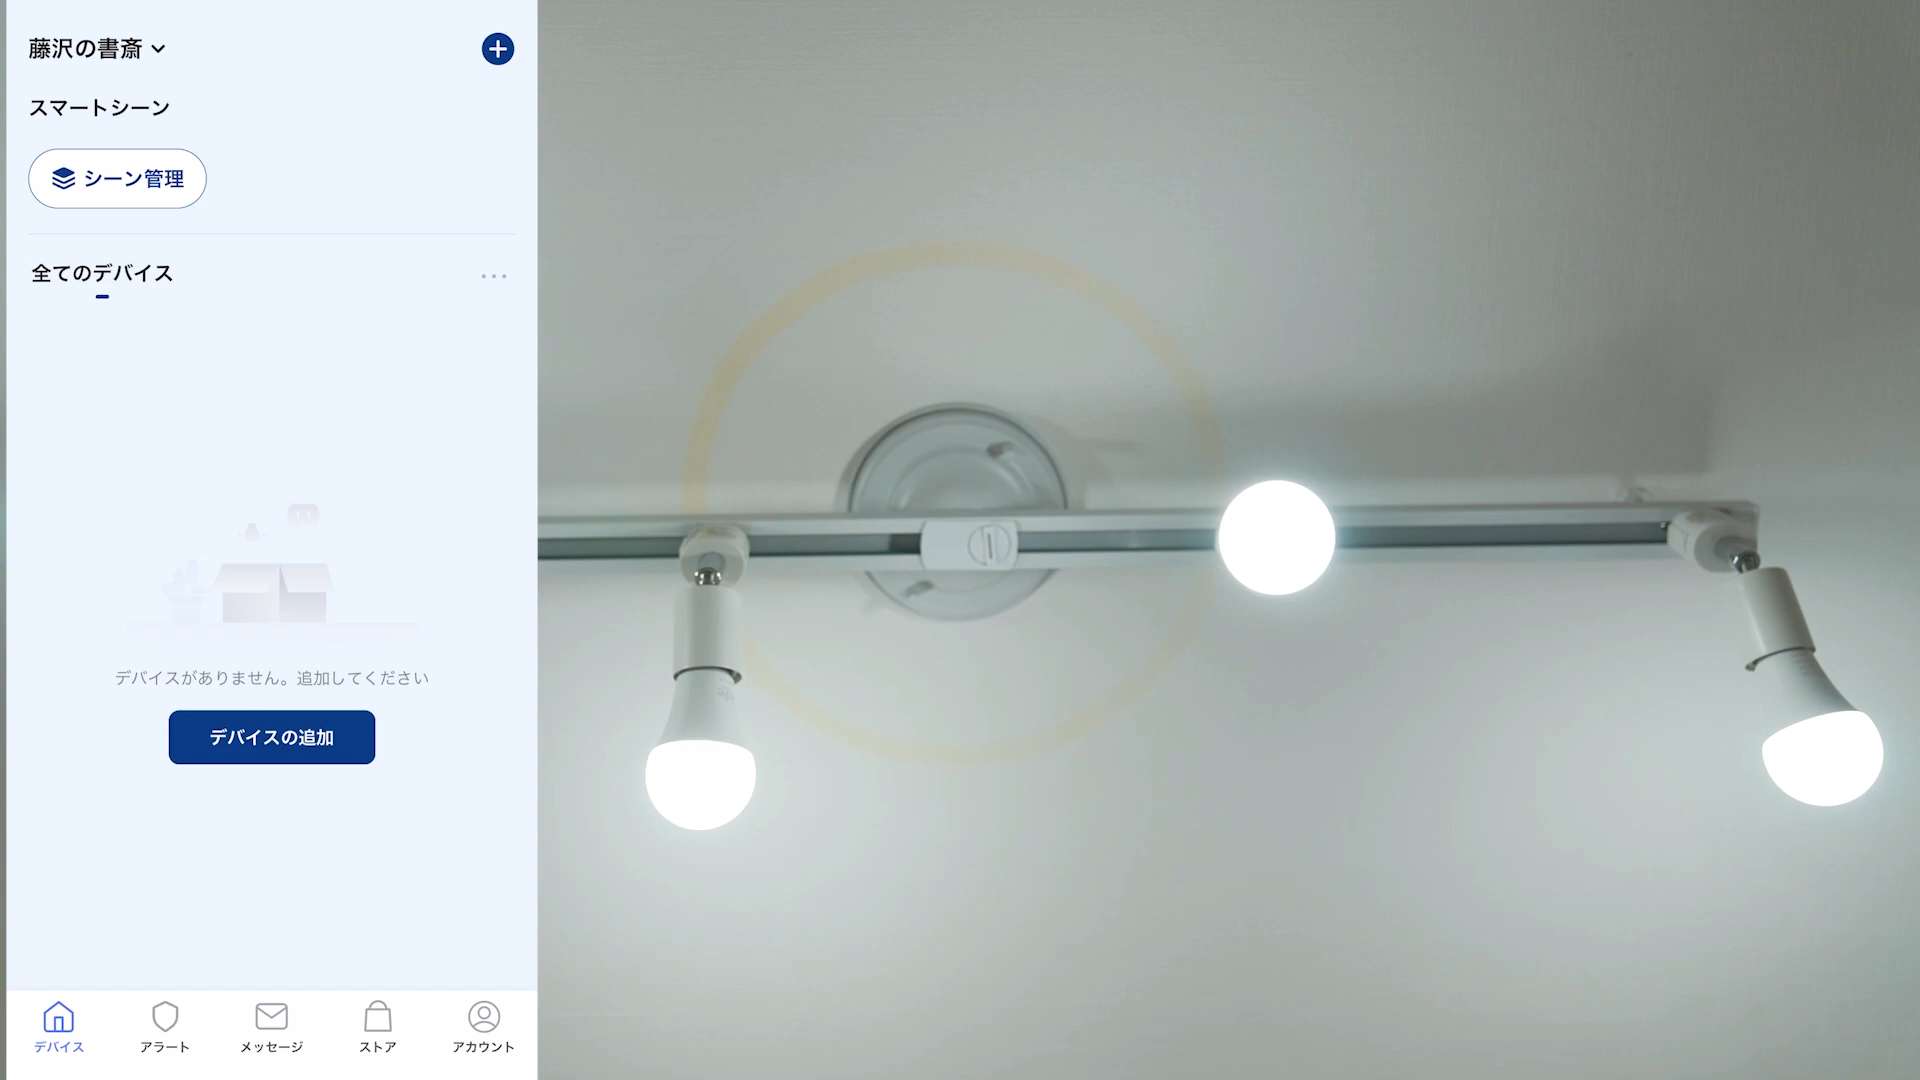 藤沢の書斎
スマートシーン
シーン管理
全てのデバイス
デバイスがありません。追加してください
デバイスの追加
デバイス
アラート
メッセージ
ストア
アカウント